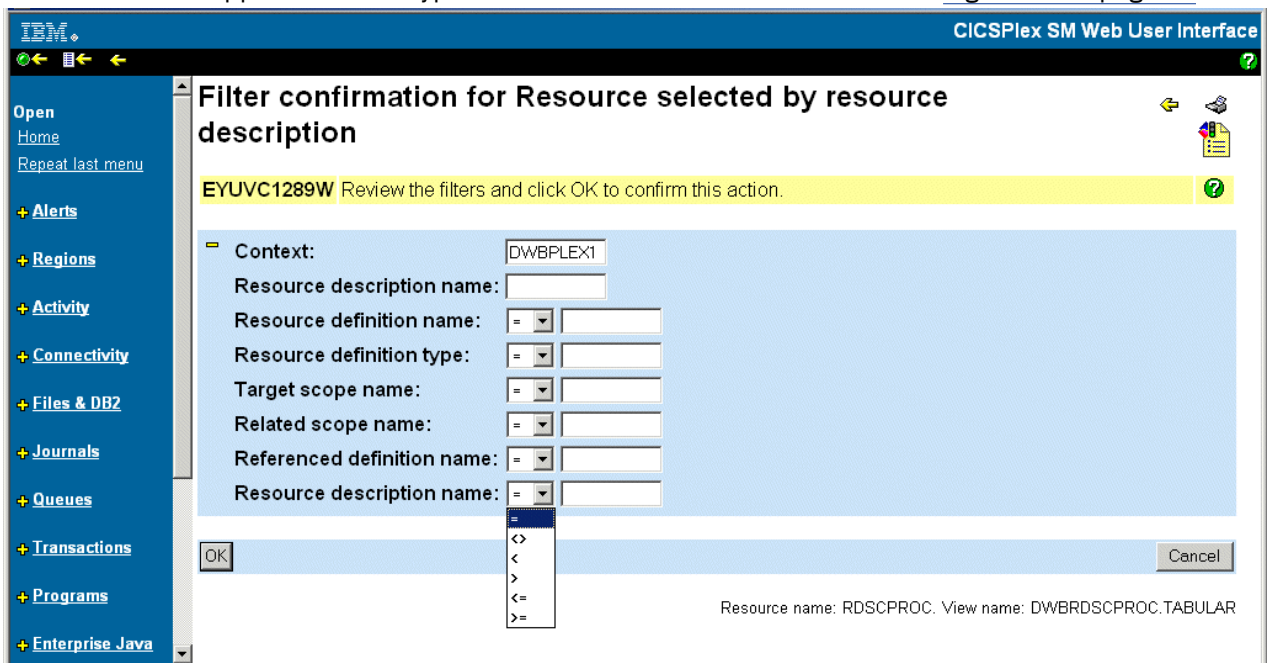 IBM.
CICSPlex SM Web User Interface
Filter confirmation for Resource selected by resource
description
EYUVC1289W Review the filters and click OK to confirm this action.
Open
Home
Repeat last menu
+ Alerts
+ Regions
+ Activity
+ Connectivity
+ Files & DB2
+ Journals
+ Queues
+ Transactions
+ Programs
+ Enterprise Java
Context: DWBPLEX1
Resource description name:
Resource definition name: =
Resource definition type: =
Target scope name: =
Related scope name: =
Referenced definition name: =
Resource description name: =
=
<>
<
>
<=
>=
OK
Cancel
Resource name: RDSCPROC. View name: DWBRDSCPROC.TABULAR